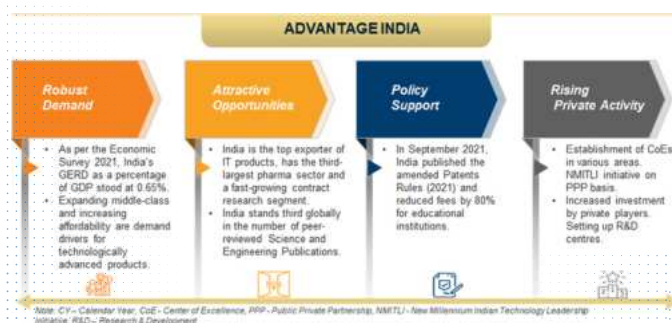 ADVANTAGE INDIA
Robust
Demand
• As per the Economic
Survey 2021, India's
GERD as a percentage
of GDP stood at 0.65%.
• Expanding middle-class
and increasing
affordability are demand
drivers for
technologically
advanced products.
Attractive
Opportunities
• India is the top exporter of
IT products, has the third-
largest pharma sector and
a fast-growing contract
research segment.
• India stands third globally
in the number of peer-
reviewed Science and
Engineering Publications.
Policy
Support
• In September 2021,
India published the
amended Patents
Rules (2021) and
reduced fees by 80%
for educational
institutions.
Rising
Private Activity
• Establishment of CoEs
in various areas.
NMITLI initiative on
PPP basis.
• Increased investment
by private players.
Setting up R&D
centres.
Note: CY – Calendar Year, CoE - Center of Excellence, PPP - Public Private Partnership, NMITLI - New Millennium Indian Technology Leadership
Initiative, R&D – Research & Development